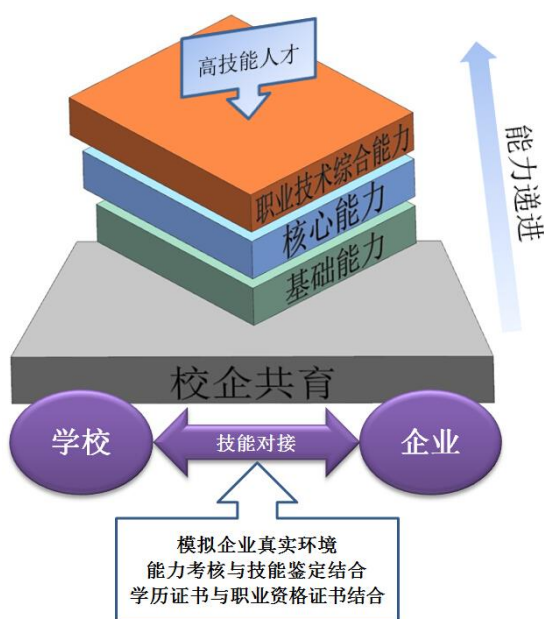 高技能人才
职业技术综合能力
核心能力
基础能力
能力递进
校企共育
学校
技能对接
企业
模拟企业真实环境
能力考核与技能鉴定结合
学历证书与职业资格证书结合